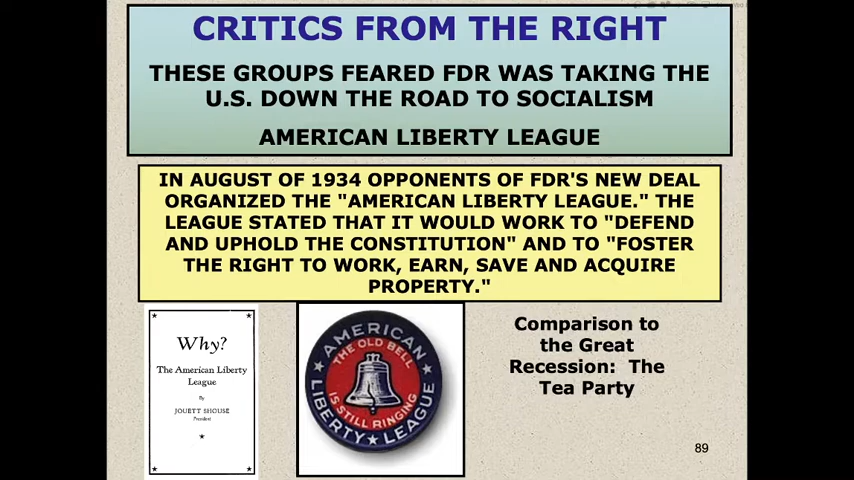 CRITICS FROM THE RIGHT
THESE GROUPS FEARED FDR WAS TAKING THE
U.S. DOWN THE ROAD TO SOCIALISM
AMERICAN LIBERTY LEAGUE
IN AUGUST OF 1934 OPPONENTS OF FDR'S NEW DEAL
ORGANIZED THE "AMERICAN LIBERTY LEAGUE." THE
LEAGUE STATED THAT IT WOULD WORK TO "DEFEND
AND UPHOLD THE CONSTITUTION" AND TO "FOSTER
THE RIGHT TO WORK, EARN, SAVE AND ACQUIRE
PROPERTY."
Why?
The American Liberty
League
By
JOUETT SHOUSE
President
AMERICAN
THE OLD BELL
IS STILL RINGING
LIBERTY ★ LEAGUE
Comparison to
the Great
Recession: The
Tea Party
89